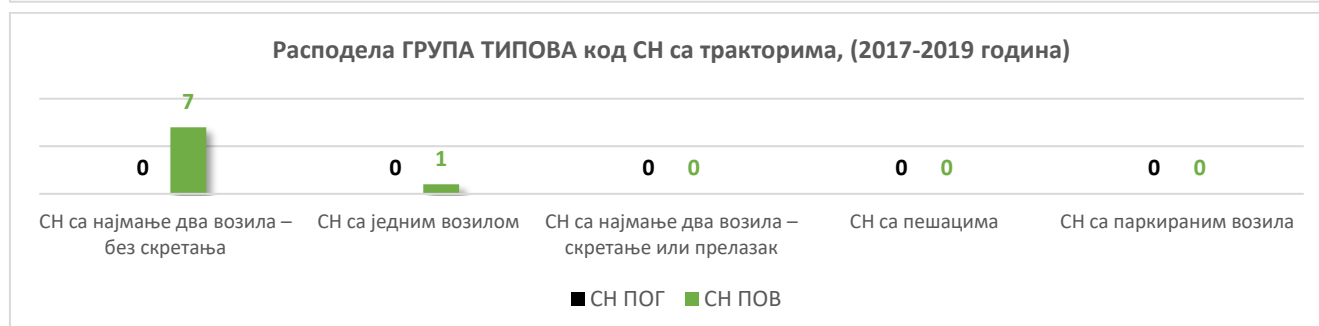 Расподела ГРУПА ТИПОВА код СН са тракторима, (2017-2019 година)
7
0
0
1
0
0
0
0
0
0
СН са најмање два возила –
без скретања
СН са једним возилом
СН са најмање два возила –
скретање или прелазак
СН са пешацима
СН са паркираним возила
СН ПОГ
СН ПОВ